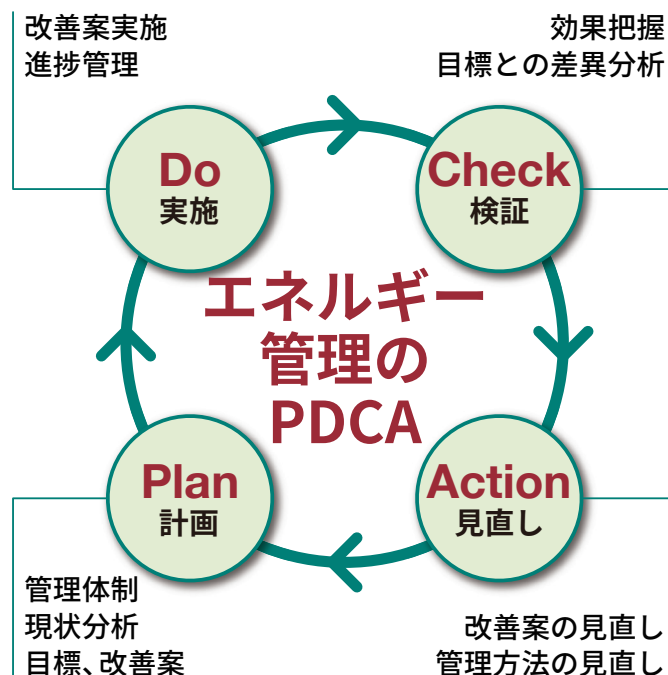 改善案実施
進捗管理
効果把握
目標との差異分析
Do
実施
Check
検証
エネルギー
管理の
PDCA
Plan
計画
Action
見直し
管理体制
現状分析
目標、改善案
改善案の見直し
管理方法の見直し